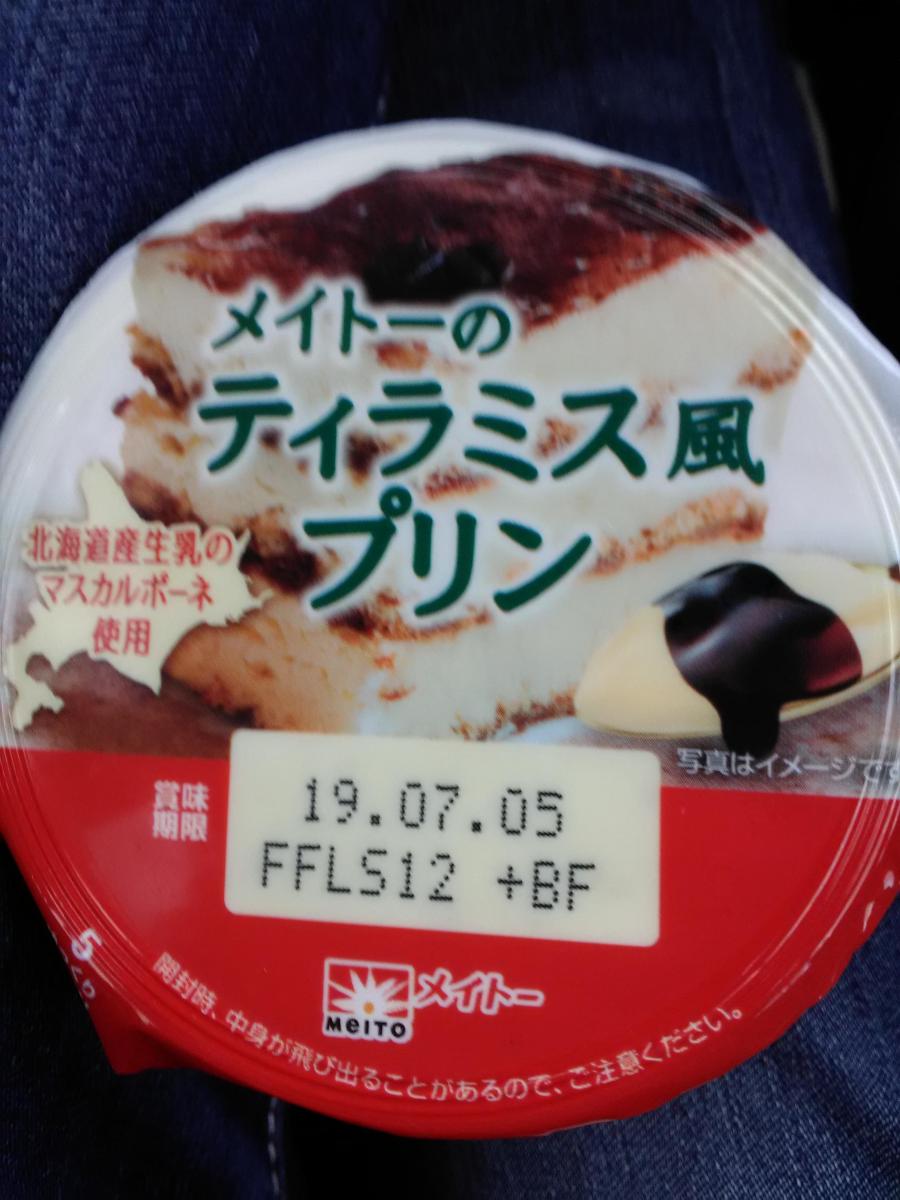 メイトーの
ティラミス風
プリン
北海道産生乳の
マスカルポーネ
使用
写真はイメージです
賞味
期限
19.07.05
FFLS12 +BF
MEITO
メイトー
開封時、中身が飛び出ることがあるので、ご注意ください。